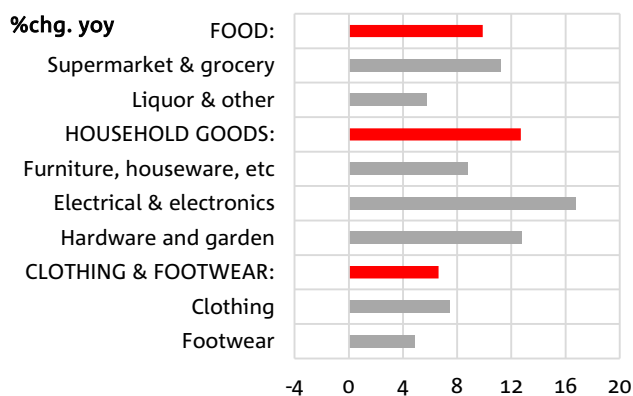 %chg. yoy
FOOD:
Supermarket & grocery
Liquor & other
HOUSEHOLD GOODS:
Furniture, houseware, etc
Electrical & electronics
Hardware and garden
CLOTHING & FOOTWEAR:
Clothing
Footwear
-4 0 4 8 12 16 20